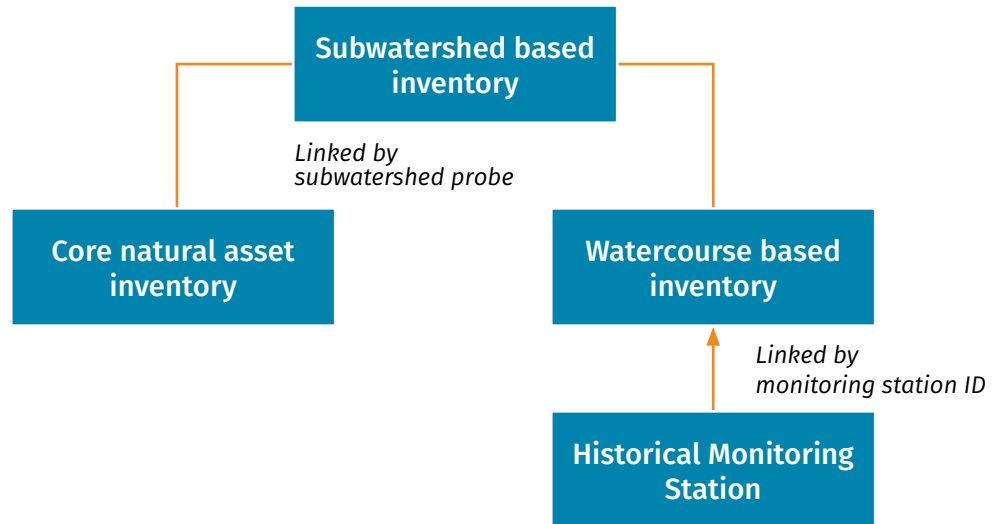 Subwatershed based
inventory
Linked by
subwatershed probe
Core natural asset
inventory
Watercourse based
inventory
Linked by
monitoring station ID
Historical Monitoring
Station